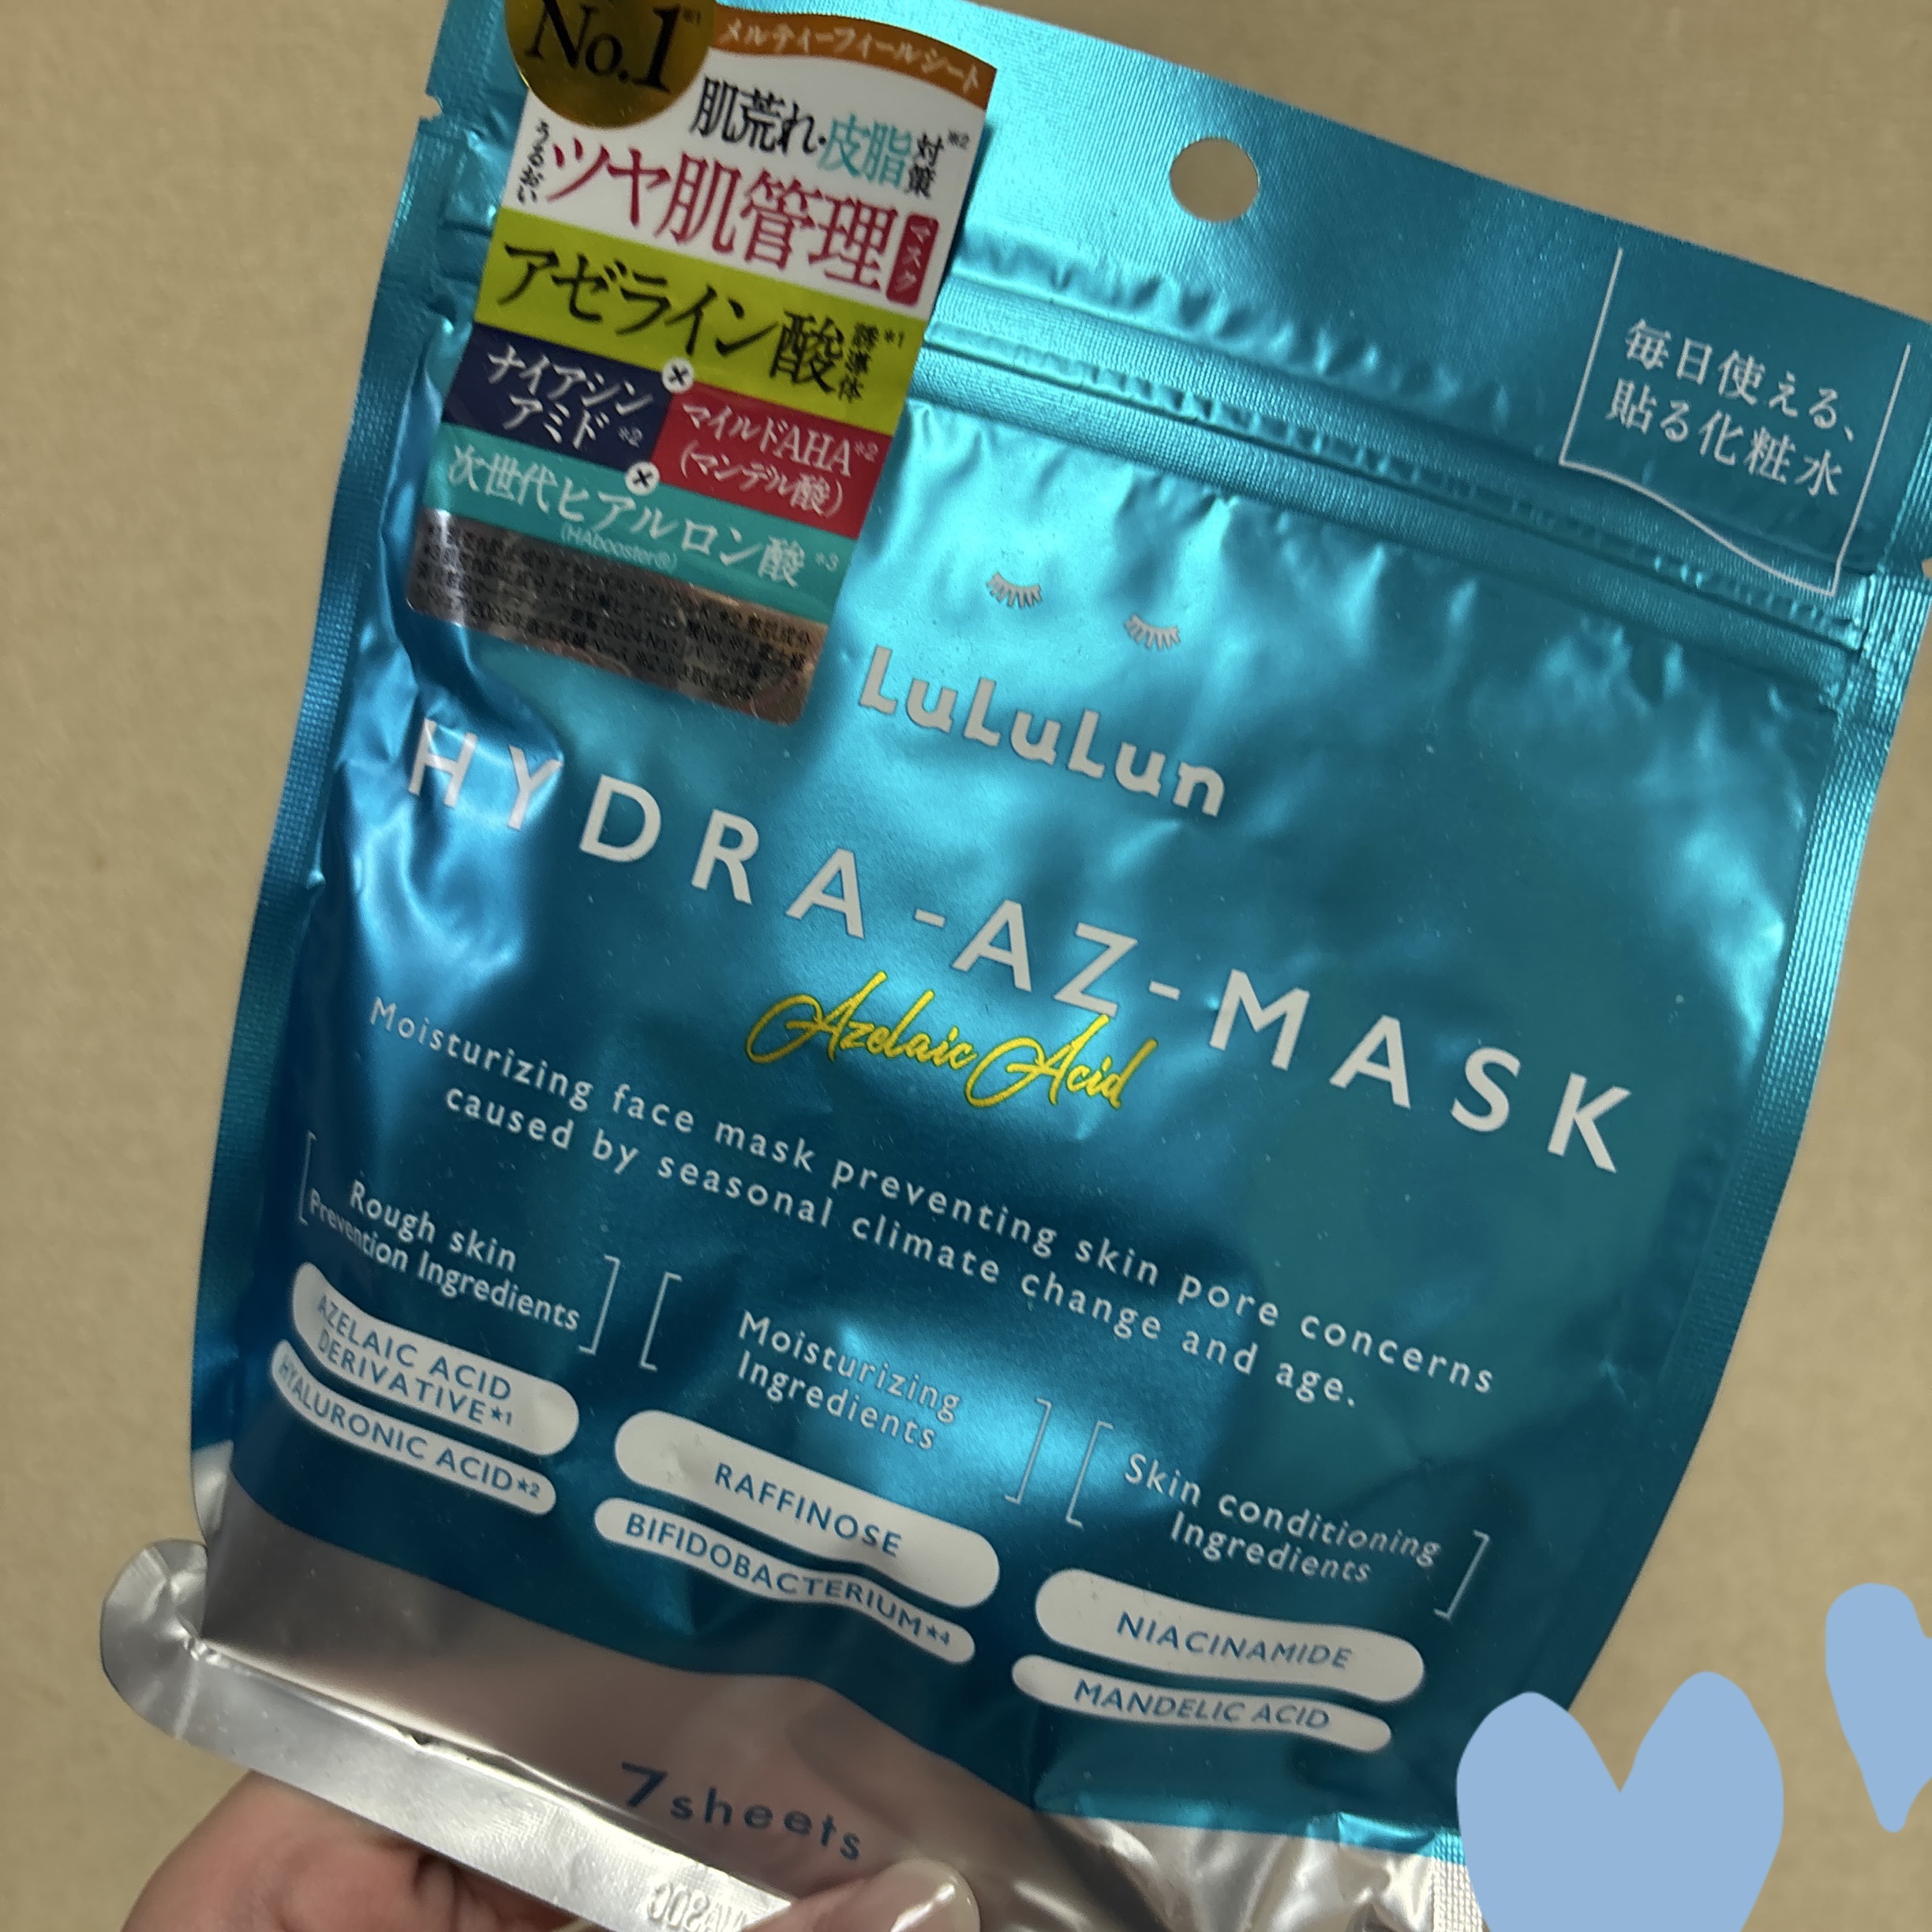 No.1※1
メルティーフィールシート
肌荒れ・皮脂対策※2
うるおい
ツヤ肌管理
マスク
アゼライン酸誘導体※1
×
ナイアシン
アミド※2
マイルドAHA※2
(マンデル酸)
×
次世代ヒアルロン酸※3
(HAbooster®)
毎日使える、
貼る化粧水
LuLuLun
HYDRA-AZ-MASK
Azelaic Acid
Moisturizing face mask preventing skin pore concerns
caused by seasonal climate change and age.
Rough skin
Prevention Ingredients
AZELAIC ACID
DERIVATIVE★1
HYALURONIC ACID★2
Moisturizing
Ingredients
RAFFINOSE
BIFIDOBACTERIUM★4
Skin conditioning
Ingredients
NIACINAMIDE
MANDELIC ACID
7sheets